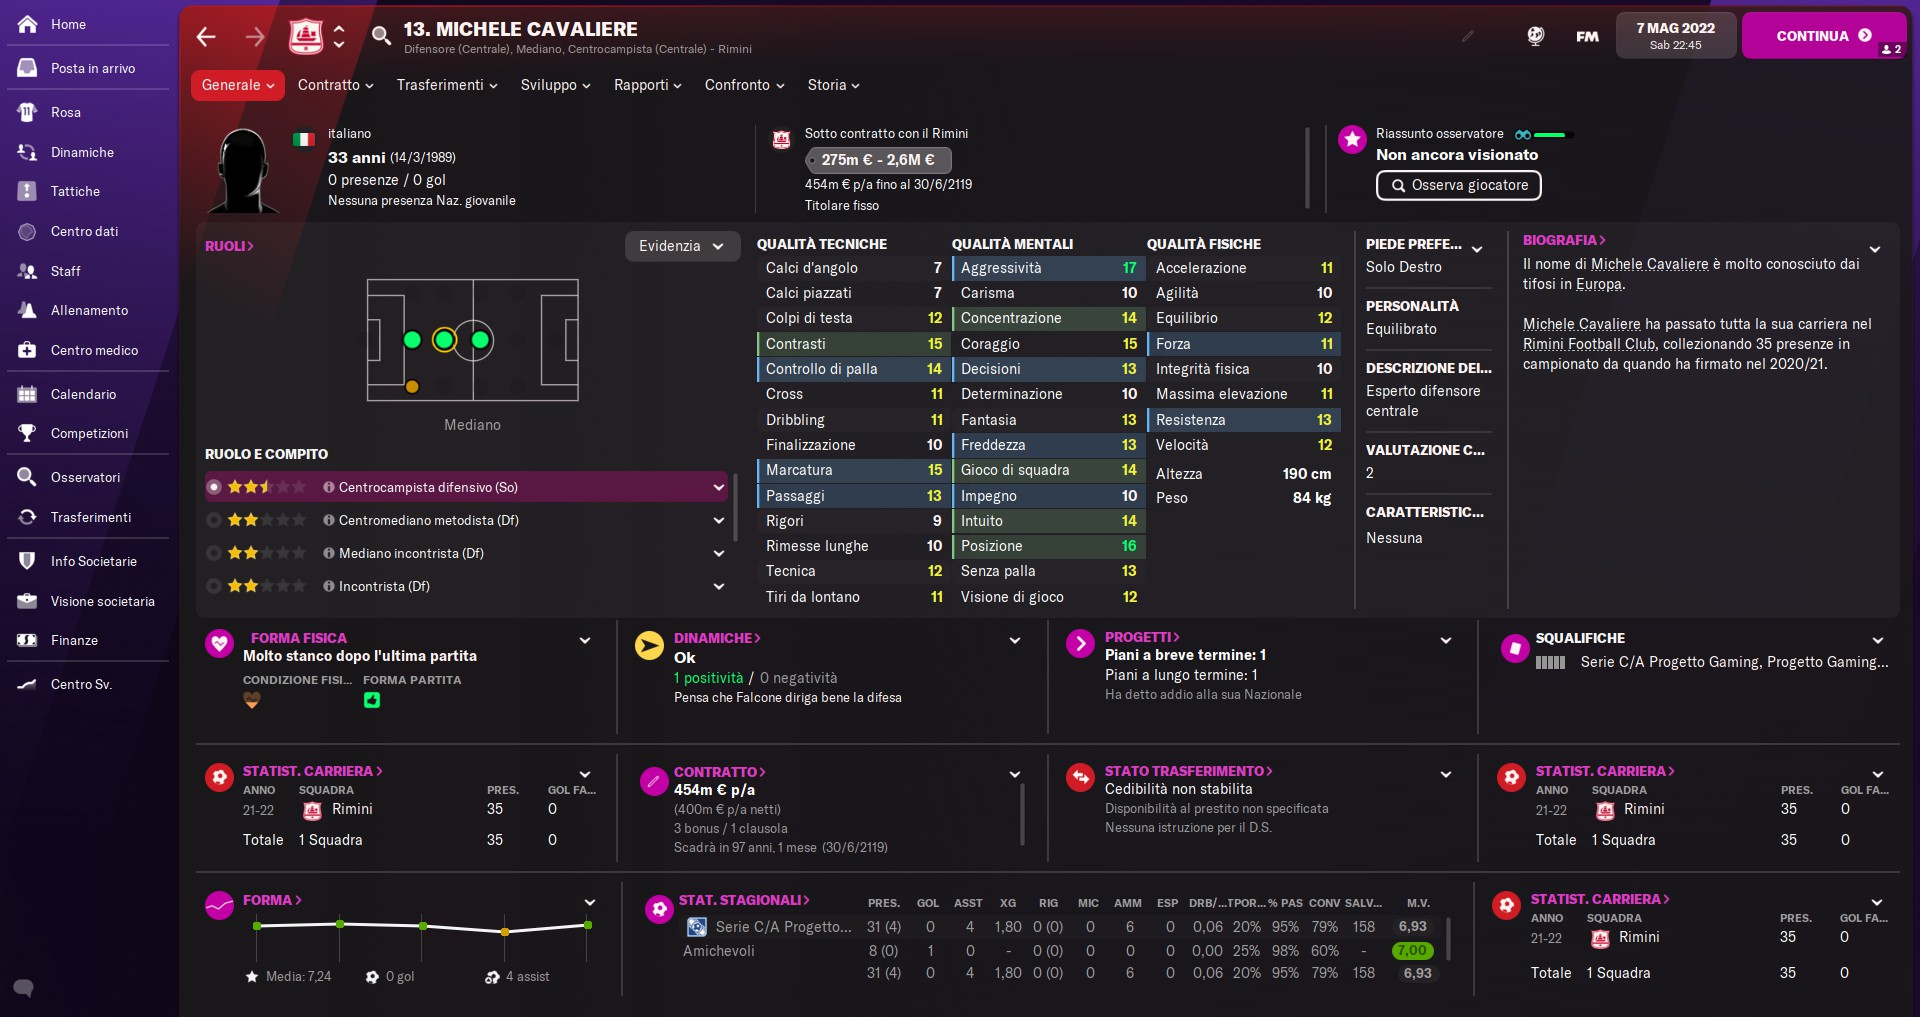 Home
Posta in arrivo
Rosa
Dinamiche
Tattiche
Centro dati
Staff
Allenamento
Centro medico
Calendario
Competizioni
Osservatori
Trasferimenti
Info Societarie
Visione societaria
Finanze
Centro Sv.
13. MICHELE CAVALIERE
Difensore (Centrale), Mediano, Centrocampista (Centrale) - Rimini
FM
7 MAG 2022
Sab 22:45
CONTINUA
2
Generale
Contratto
Trasferimenti
Sviluppo
Rapporti
Confronto
Storia
italiano
33 anni (14/3/1989)
0 presenze / 0 gol
Nessuna presenza Naz. giovanile
Sotto contratto con il Rimini
275m € - 2,6M €
454m € p/a fino al 30/6/2119
Titolare fisso
Riassunto osservatore
Non ancora visionato
Osserva giocatore
RUOLI
Evidenzia
Mediano
RUOLO E COMPITO
Centrocampista difensivo (So)
Centromediano metodista (Df)
Mediano incontrista (Df)
Incontrista (Df)
QUALITÀ TECNICHE
Calci d'angolo 7
Calci piazzati 7
Colpi di testa 12
Contrasti 15
Controllo di palla 14
Cross 11
Dribbling 11
Finalizzazione 10
Marcatura 15
Passaggi 13
Rigori 9
Rimesse lunghe 10
Tecnica 12
Tiri da lontano 11
QUALITÀ MENTALI
Aggressività 17
Carisma 10
Concentrazione 14
Coraggio 15
Decisioni 13
Determinazione 10
Fantasia 13
Freddezza 13
Gioco di squadra 14
Impegno 10
Intuito 14
Posizione 16
Senza palla 13
Visione di gioco 12
QUALITÀ FISICHE
Accelerazione 11
Agilità 10
Equilibrio 12
Forza 11
Integrità fisica 10
Massima elevazione 11
Resistenza 13
Velocità 12
Altezza 190 cm
Peso 84 kg
PIEDE PREFE...
Solo Destro
PERSONALITÀ
Equilibrato
DESCRIZIONE DEI...
Esperto difensore
centrale
VALUTAZIONE C...
2
CARATTERISTIC...
Nessuna
BIOGRAFIA
Il nome di Michele Cavaliere è molto conosciuto dai
tifosi in Europa.
Michele Cavaliere ha passato tutta la sua carriera nel
Rimini Football Club, collezionando 35 presenze in
campionato da quando ha firmato nel 2020/21.
FORMA FISICA
Molto stanco dopo l'ultima partita
CONDIZIONE FISI... FORMA PARTITA
DINAMICHE
Ok
1 positività / 0 negatività
Pensa che Falcone diriga bene la difesa
PROGETTI
Piani a breve termine: 1
Piani a lungo termine: 1
Ha detto addio alla sua Nazionale
SQUALIFICHE
Serie C/A Progetto Gaming, Progetto Gaming...
STATIST. CARRIERA
ANNO SQUADRA PRES. GOL FA...
21-22 Rimini 35 0
Totale 1 Squadra 35 0
CONTRATTO
454m € p/a
(400m € p/a netti)
3 bonus / 1 clausola
Scadrà in 97 anni, 1 mese (30/6/2119)
STATO TRASFERIMENTO
Cedibilità non stabilita
Disponibilità al prestito non specificata
Nessuna istruzione per il D.S.
STATIST. CARRIERA
ANNO SQUADRA PRES. GOL FA...
21-22 Rimini 35 0
Totale 1 Squadra 35 0
FORMA
Media: 7,24 0 gol 4 assist
STAT. STAGIONALI PRES. GOL ASST XG RIG MIC AMM ESP DRB/... TPOR... % PAS CONV SALV... M.V.
Serie C/A Progetto... 31 (4) 0 4 1,80 0 (0) 0 6 0 0,06 20% 95% 79% 158 6,93
Amichevoli 8 (0) 1 0 - 0 (0) 0 0 0 0,00 25% 98% 60% - 7,00
31 (4) 0 4 1,80 0 (0) 0 6 0 0,06 20% 95% 79% 158 6,93
STATIST. CARRIERA
ANNO SQUADRA PRES. GOL FA...
21-22 Rimini 35 0
Totale 1 Squadra 35 0